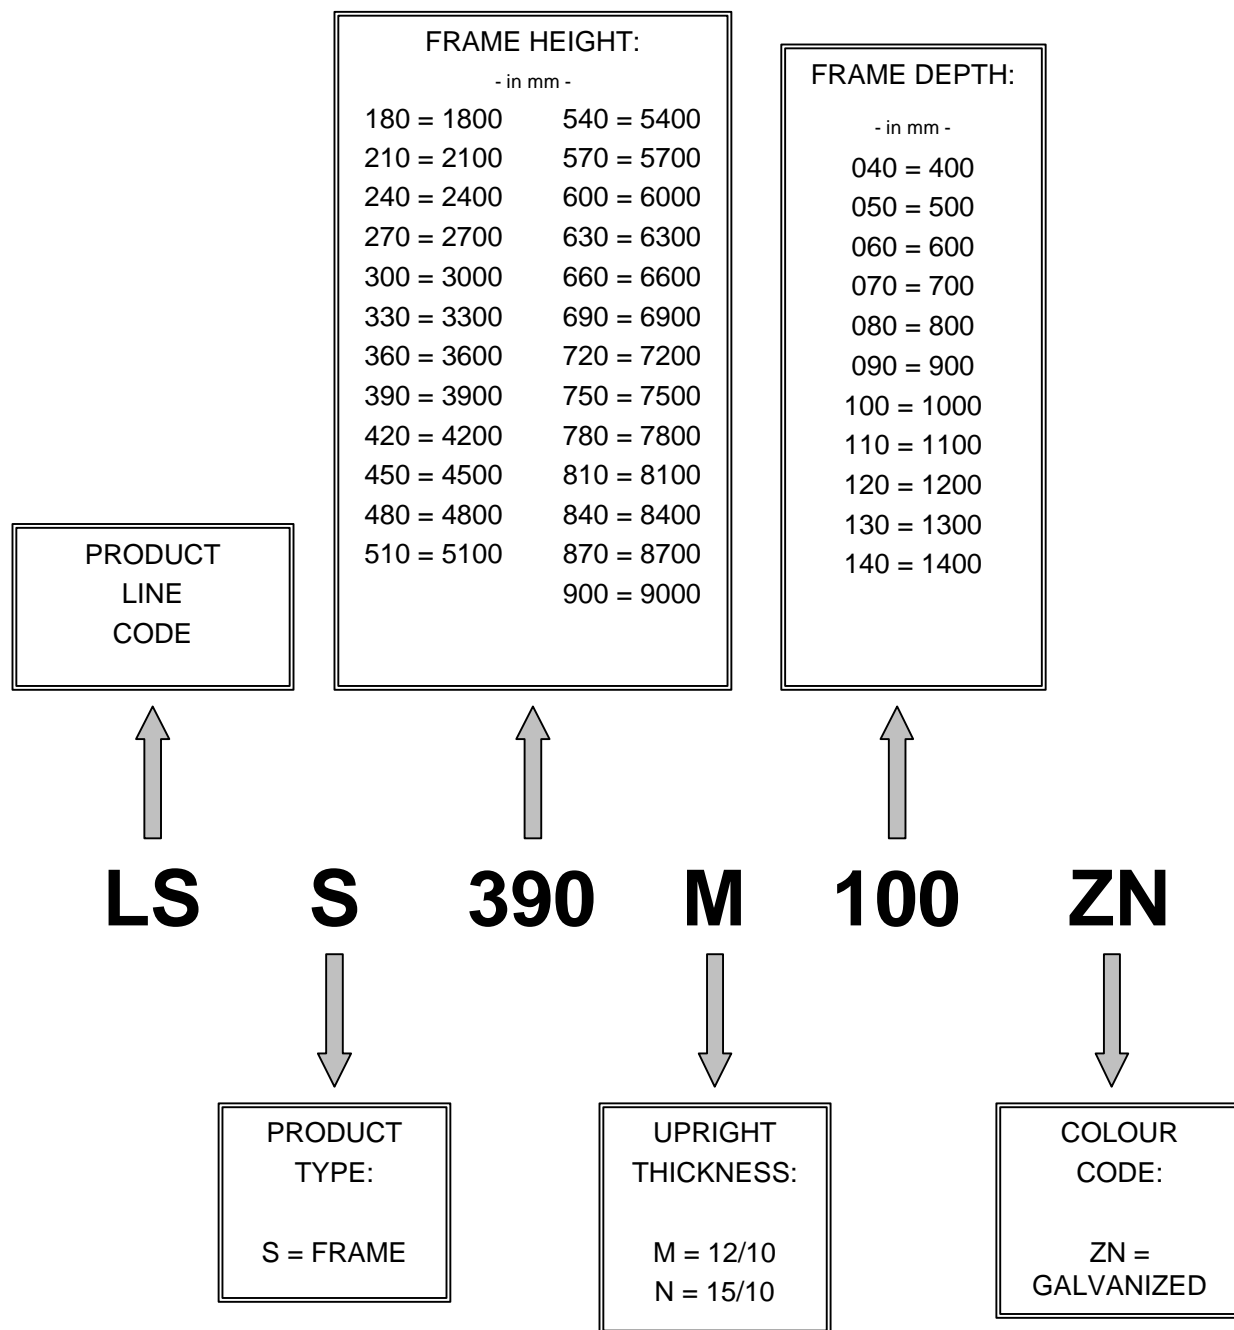 FRAME HEIGHT:
- in mm -
180 = 1800 540 = 5400
210 = 2100 570 = 5700
240 = 2400 600 = 6000
270 = 2700 630 = 6300
300 = 3000 660 = 6600
330 = 3300 690 = 6900
360 = 3600 720 = 7200
390 = 3900 750 = 7500
420 = 4200 780 = 7800
450 = 4500 810 = 8100
480 = 4800 840 = 8400
510 = 5100 870 = 8700
900 = 9000
FRAME DEPTH:
- in mm -
040 = 400
050 = 500
060 = 600
070 = 700
080 = 800
090 = 900
100 = 1000
110 = 1100
120 = 1200
130 = 1300
140 = 1400
PRODUCT
LINE
CODE
LS S 390 M 100 ZN
PRODUCT
TYPE:
S = FRAME
UPRIGHT
THICKNESS:
M = 12/10
N = 15/10
COLOUR
CODE:
ZN =
GALVANIZED